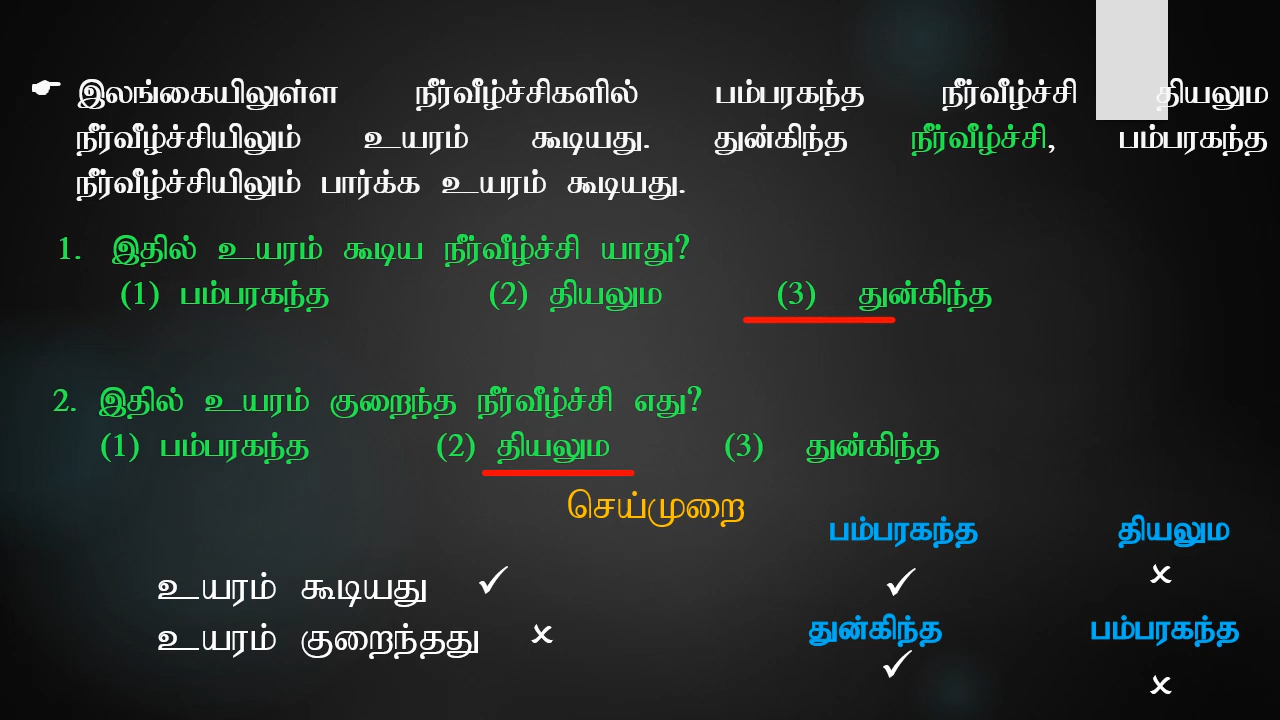 ☛ இலங்கையிலுள்ள நீர்வீழ்ச்சிகளில் பம்பரகந்த நீர்வீழ்ச்சி தியலும
நீர்வீழ்ச்சியிலும் உயரம் கூடியது. துன்கிந்த நீர்வீழ்ச்சி, பம்பரகந்த
நீர்வீழ்ச்சியிலும் பார்க்க உயரம் கூடியது.
1. இதில் உயரம் கூடிய நீர்வீழ்ச்சி யாது?
(1) பம்பரகந்த (2) தியலும (3) துன்கிந்த
2. இதில் உயரம் குறைந்த நீர்வீழ்ச்சி எது?
(1) பம்பரகந்த (2) தியலும (3) துன்கிந்த
செய்முறை
பம்பரகந்த தியலும
உயரம் கூடியது ✓ ✓ ×
துன்கிந்த பம்பரகந்த
உயரம் குறைந்தது × ✓ ×